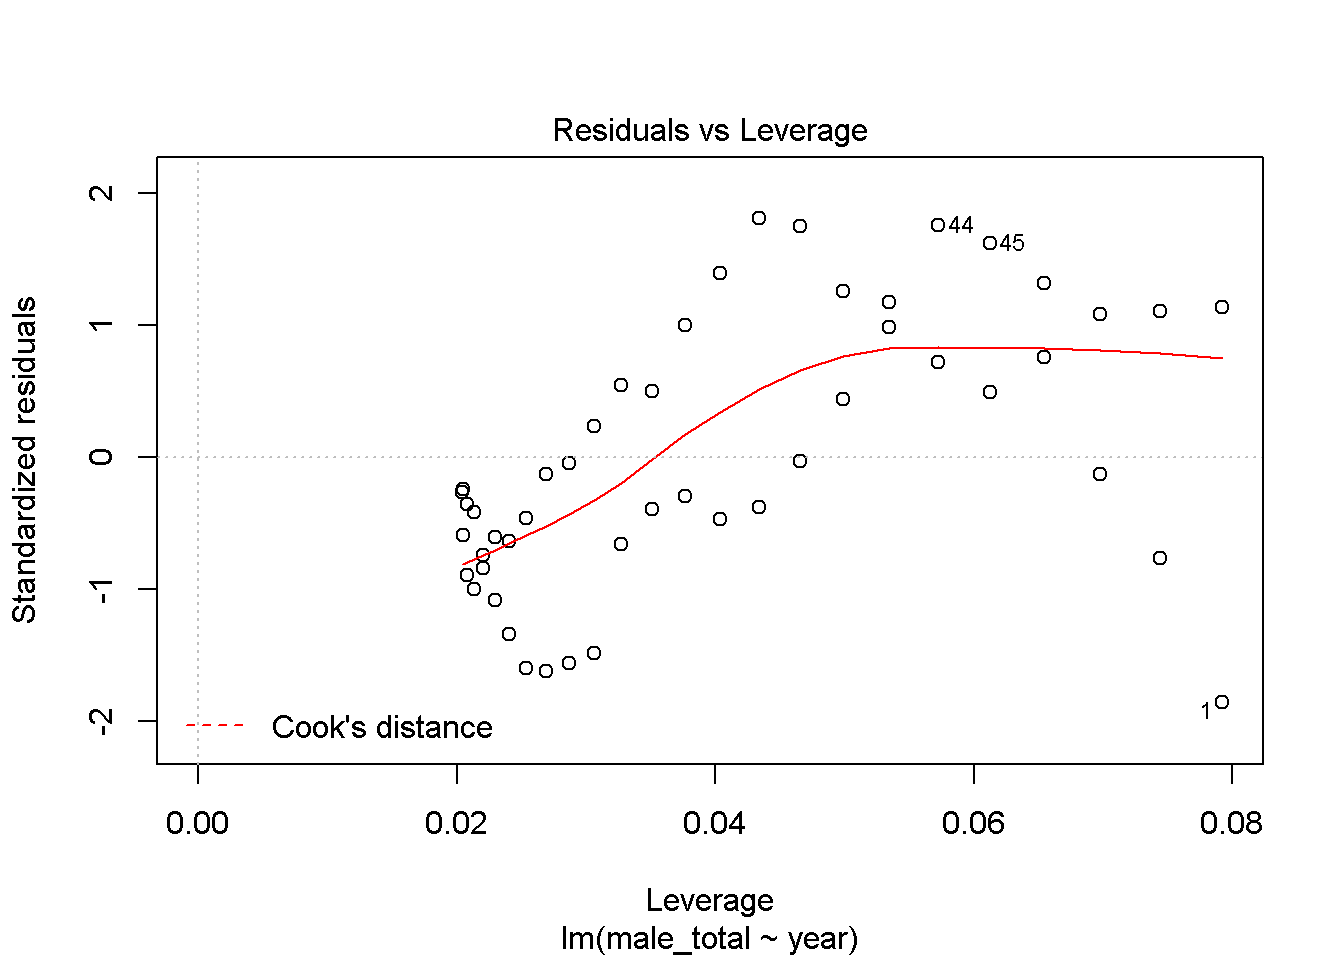 Residuals vs Leverage
Standardized residuals
2
1
0
-1
-2
44
45
1
Cook's distance
0.00
0.02
0.04
0.06
0.08
Leverage
lm(male_total ~ year)